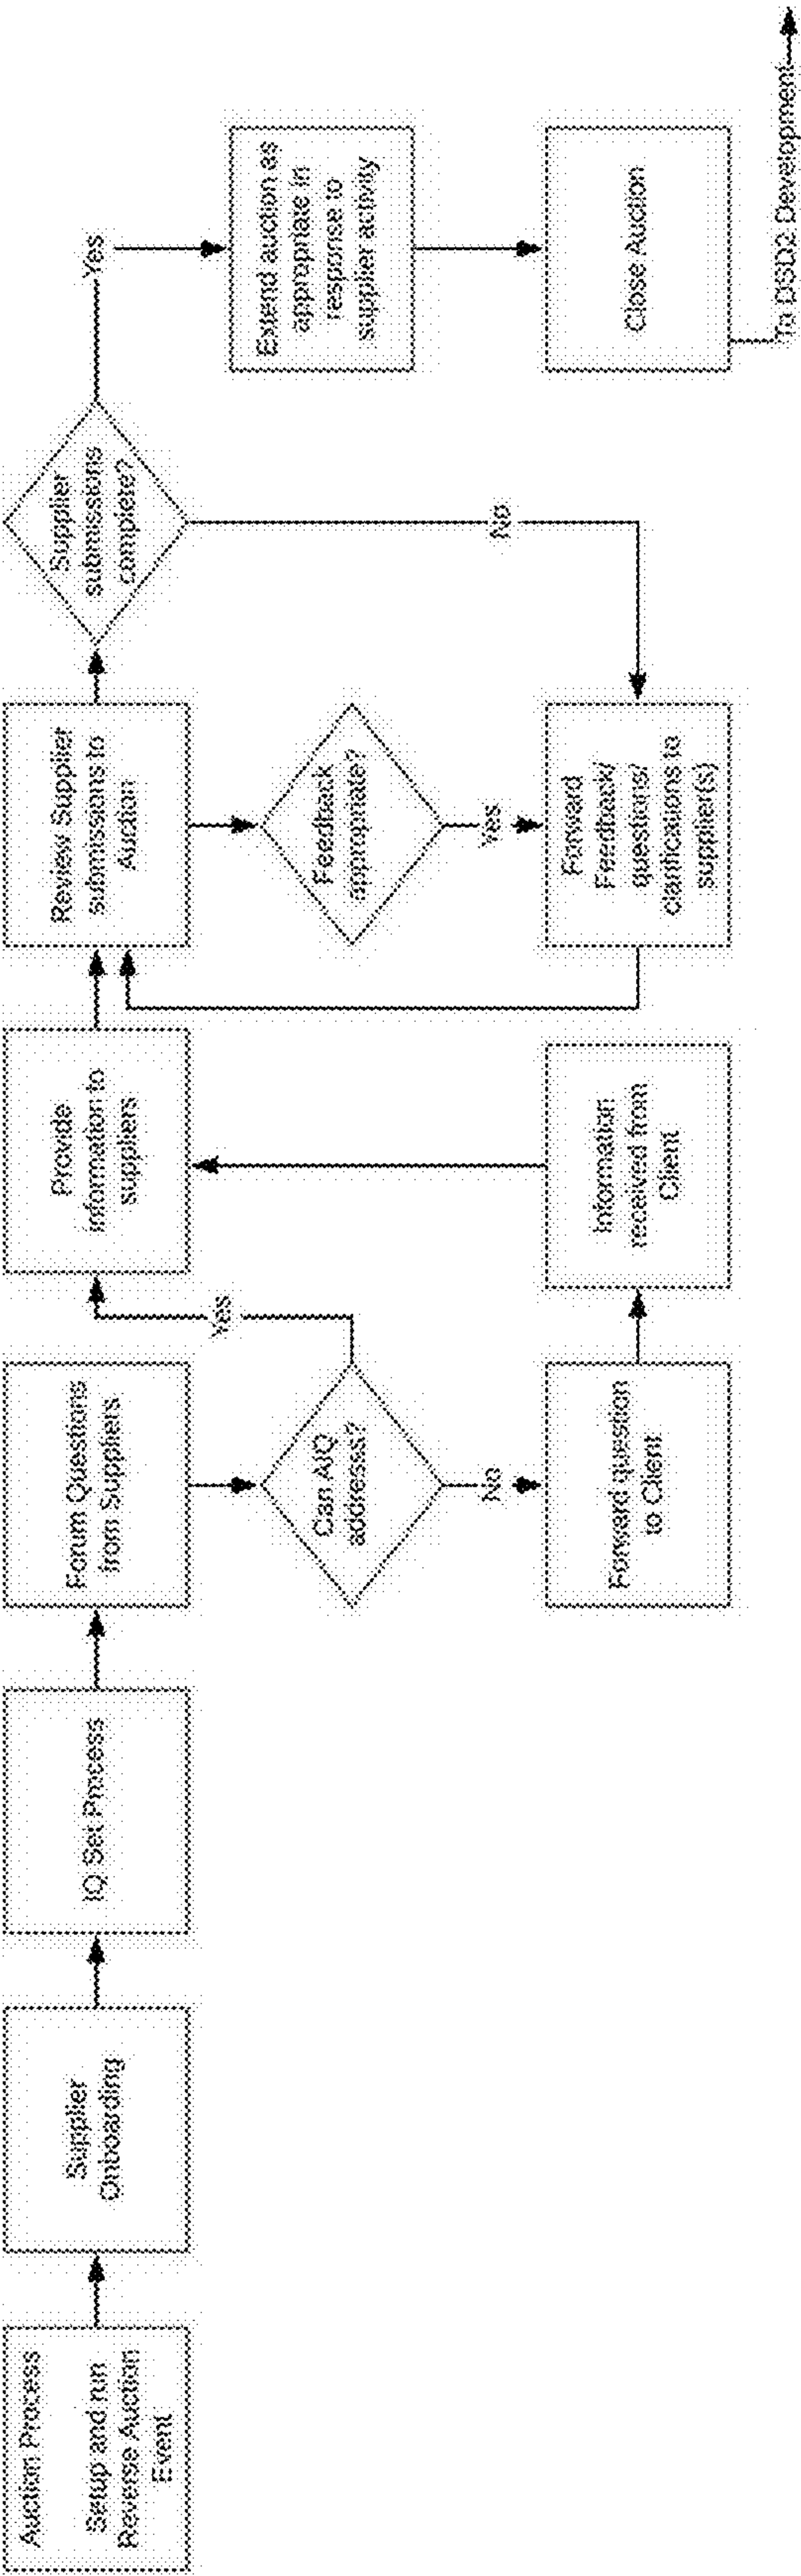 Auction Process
Setup and run
Reverse Auction
Event
Supplier
Onboarding
IQ Set Process
Forum Questions
from Suppliers
Can AIQ
address?
Yes
No
Forward question
to Client
Information
received from
Client
Provide
information to
suppliers
Review Supplier
submissions to
Auction
Feedback
appropriate?
Yes
Forward
Feedback/
questions/
clarifications to
supplier(s)
Supplier
submissions
complete?
No
Yes
Extend auction as
appropriate in
response to
supplier activity
Close Auction
To DSD2 Development